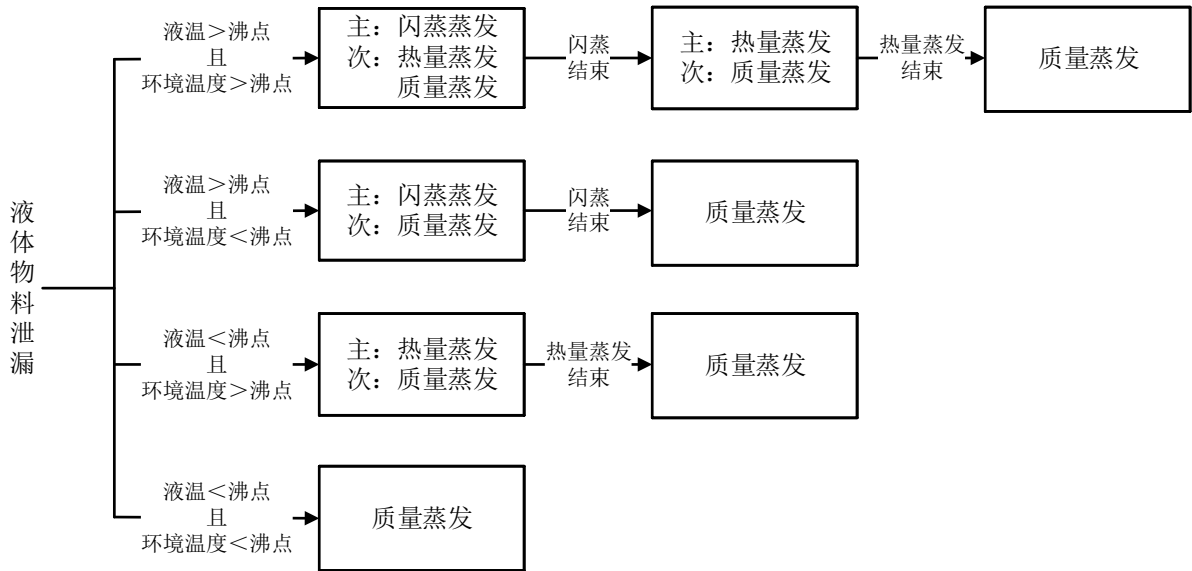 液体物料泄漏
液温＞沸点
且
环境温度＞沸点
主：闪蒸蒸发
次：热量蒸发
质量蒸发
闪蒸
结束
主：热量蒸发
次：质量蒸发
热量蒸发
结束
质量蒸发
液温＞沸点
且
环境温度＜沸点
主：闪蒸蒸发
次：质量蒸发
闪蒸
结束
质量蒸发
液温＜沸点
且
环境温度＞沸点
主：热量蒸发
次：质量蒸发
热量蒸发
结束
质量蒸发
液温＜沸点
且
环境温度＜沸点
质量蒸发